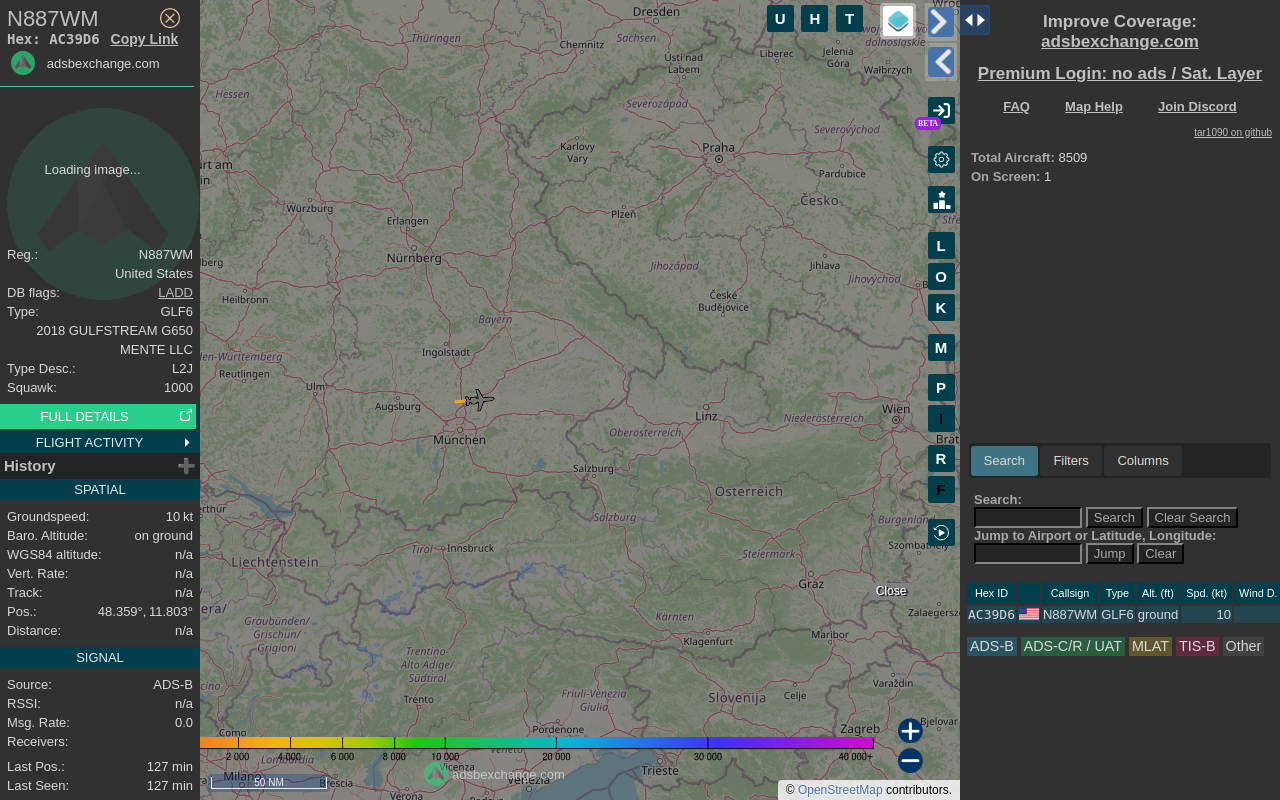 N887WM
Hex: AC39D6 Copy Link
adsbexchange.com
Loading image...
Reg.: N887WM
United States
DB flags: LADD
Type: GLF6
2018 GULFSTREAM G650
MENTE LLC
Type Desc.: L2J
Squawk: 1000
FULL DETAILS
FLIGHT ACTIVITY
History
SPATIAL
Groundspeed: 10 kt
Baro. Altitude: on ground
WGS84 altitude: n/a
Vert. Rate: n/a
Track: n/a
Pos.: 48.359°, 11.803°
Distance: n/a
SIGNAL
Source: ADS-B
RSSI: n/a
Msg. Rate: 0.0
Receivers:
Last Pos.: 127 min
Last Seen: 127 min
U H T
Dresden
Thüringen
Sachsen
Chemnitz
Liberec
Jelenia
Góra
dolnośląskie
Wałbrzych
Ústí nad
Labem
Hessen
Severozápad
BETA
Severovýchod
Karlovy
Vary
Praha
Pardubice
Würzburg
Erlangen
Plzeň
Česko
Nürnberg
Jihozápad
Jihlava
Jihovýchod
Heilbronn
České
Budějovice
Bayern
Ingolstadt
Reutlingen
Ulm
Augsburg
München
Linz
Niederösterreich
Wien
Oberösterreich
Salzburg
Österreich
Salzburg
Burgenland
Tirol
Innsbruck
Steiermark
Szombathely
Liechtenstein
Graz
Close
Zalaegersze
Kärnten
Graubünden/
Grischun/
Grigioni
Klagenfurt
Maribor
Trentino-
Alto Adige/
Südtirol
Varaždin
Trento
Friuli-Venezia
Giulia
Slovenija
Celje
Como
Pordenone
Zagreb
Bjelovar
2 000 4 000 6 000 8 000 10 000 20 000 30 000 40 000+
Lombardia
Vicenza
Milano
50 NM
Brescia
adsbexchange.com
Venezia
Trieste
Verona
Padova
© OpenStreetMap contributors.
L
O
K
M
P
I
R
F
Improve Coverage:
adsbexchange.com
Premium Login: no ads / Sat. Layer
FAQ Map Help Join Discord
tar1090 on github
Total Aircraft: 8509
On Screen: 1
Search Filters Columns
Search:
Search Clear Search
Jump to Airport or Latitude, Longitude:
Jump Clear
Hex ID Callsign Type Alt. (ft) Spd. (kt) Wind D.
AC39D6 N887WM GLF6 ground 10
ADS-B ADS-C/R / UAT MLAT TIS-B Other